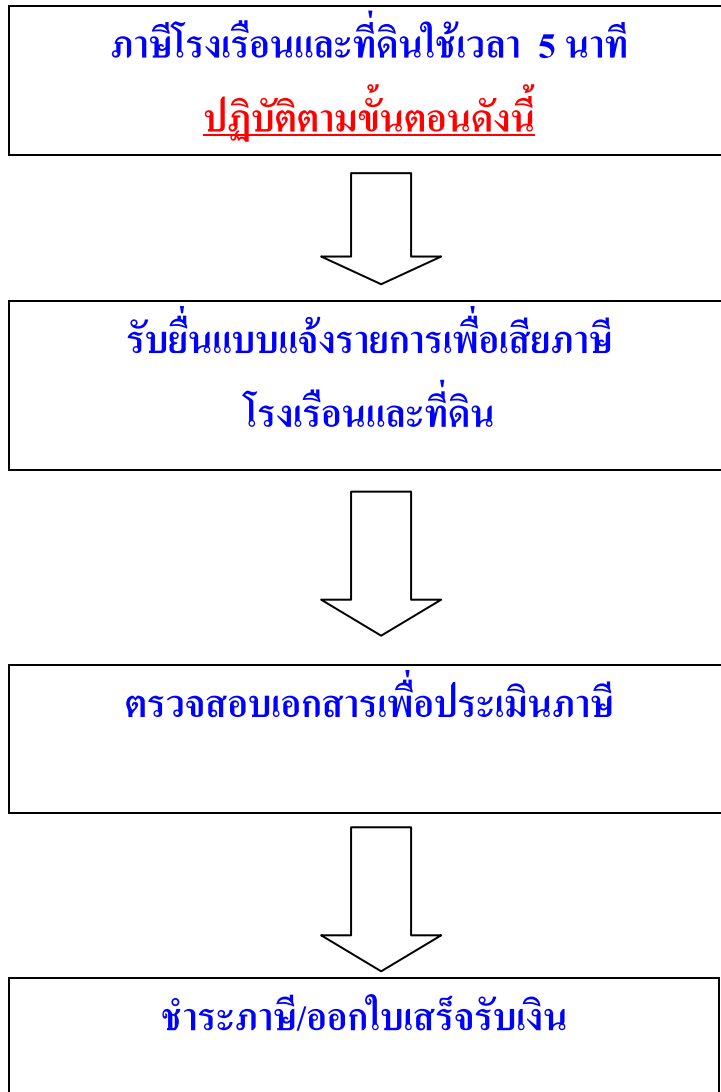 ภาษีโรงเรือนและที่ดินใช้เวลา 5 นาที
ปฏิบัติตามขั้นตอนดังนี้
รับยื่นแบบแจ้งรายการเพื่อเสียภาษี
โรงเรือนและที่ดิน
ตรวจสอบเอกสารเพื่อประเมินภาษี
ชำระภาษี/ออกใบเสร็จรับเงิน